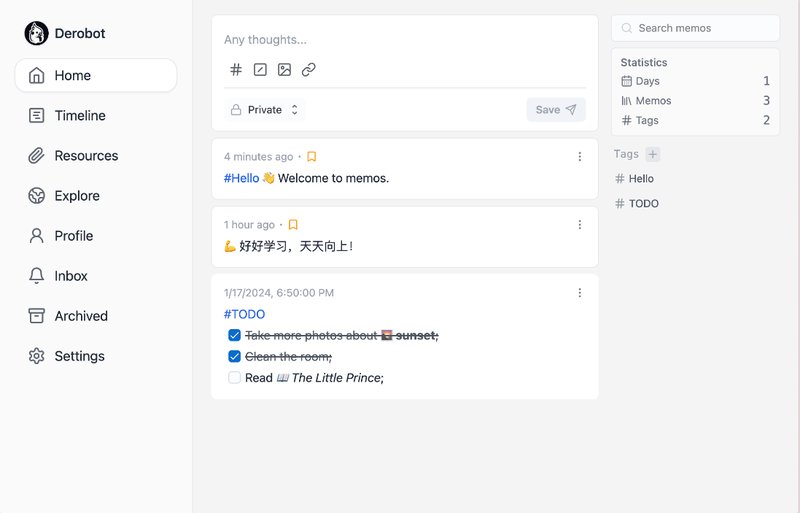 Derobot
Home
Timeline
Resources
Explore
Profile
Inbox
Archived
Settings
Any thoughts...
Private
Save
4 minutes ago
#Hello 👋 Welcome to memos.
1 hour ago
💪 好好学习，天天向上！
1/17/2024, 6:50:00 PM
#TODO
Take more photos about 🌇 sunset;
Clean the room;
Read 📖 The Little Prince;
Search memos
Statistics
Days 1
Memos 3
# Tags 2
Tags +
# Hello
# TODO